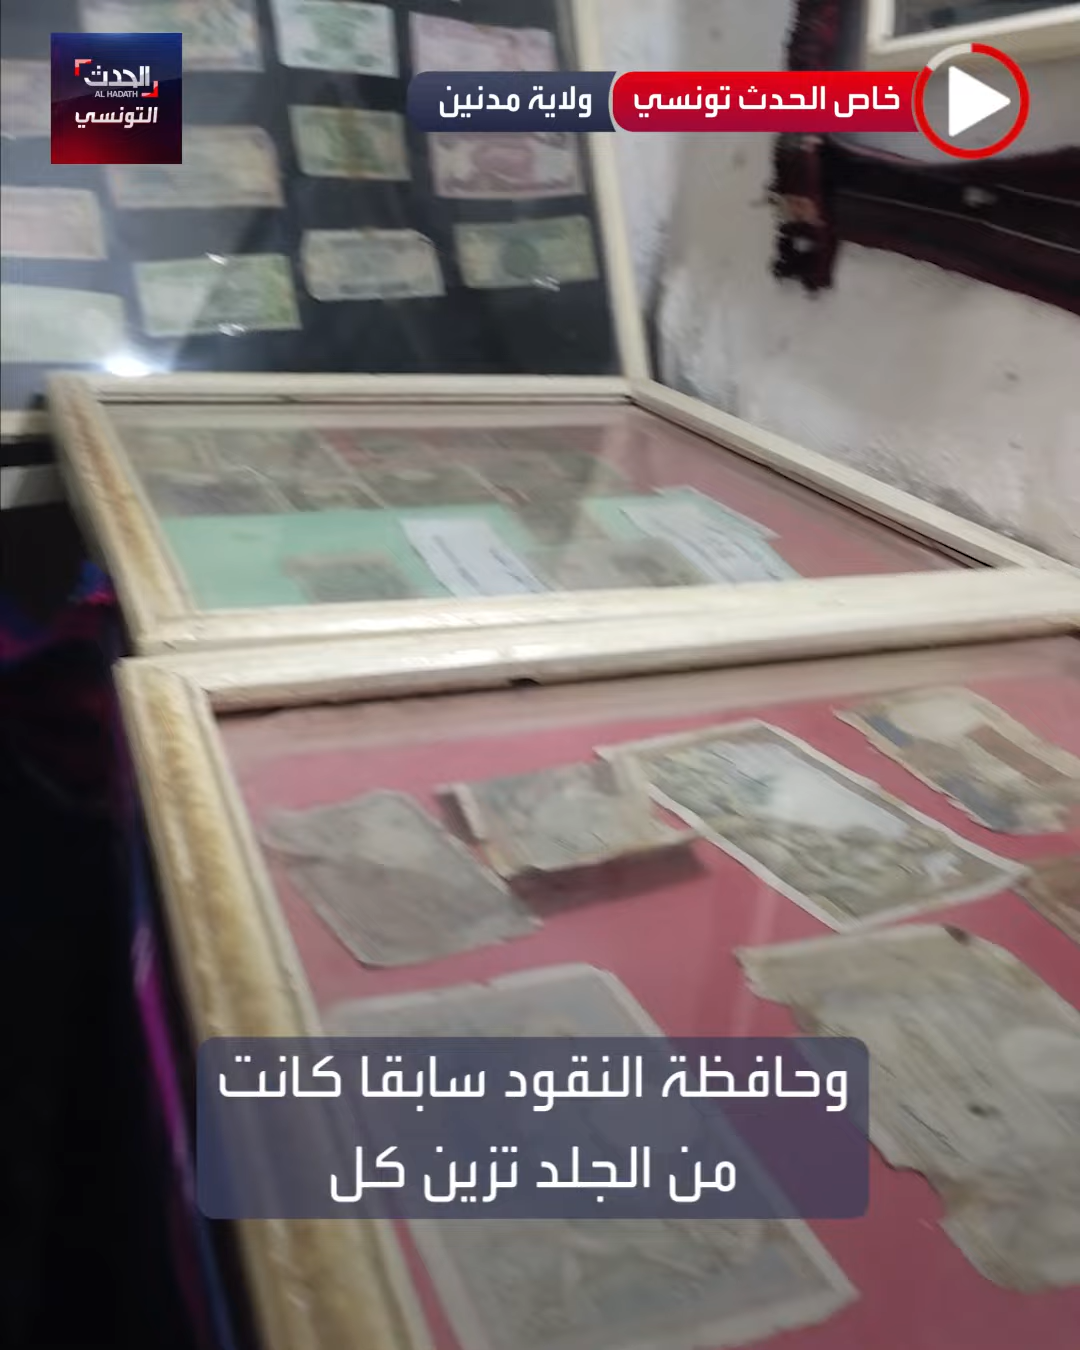 الحدث
AL HADATH
التونسي
خاص الحدث تونسي
ولاية مدنين
وحافظة النقود سابقا كانت
من الجلد تزين كل